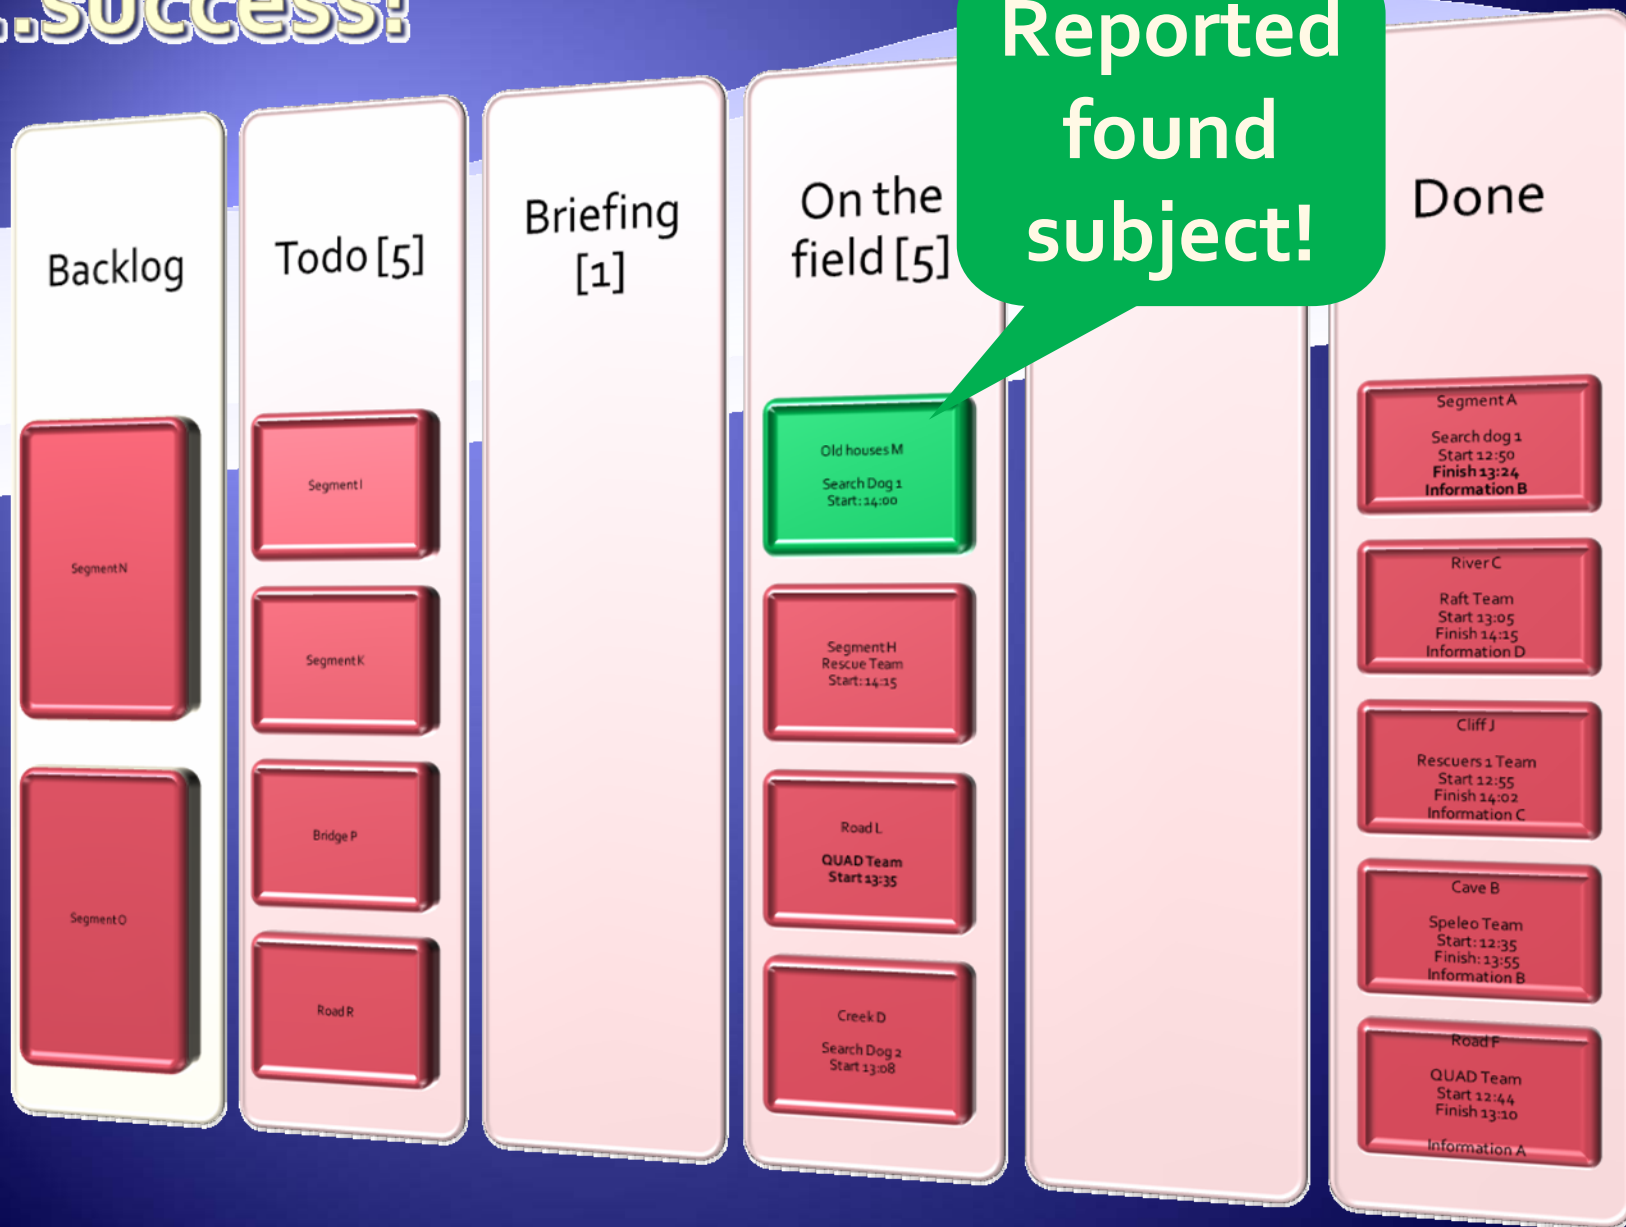 ...success!
Reported
found
subject!
Backlog
Segment N
Segment O
Todo [5]
Segment I
Segment K
Bridge P
Road R
Briefing
[1]
On the
field [5]
Old houses M
Search Dog 1
Start: 14:00
Segment H
Rescue Team
Start: 14:15
Road L
QUAD Team
Start 13:35
Creek D
Search Dog 2
Start 13:08
Done
Segment A
Search dog 1
Start 12:50
Finish 13:24
Information B
River C
Raft Team
Start 13:05
Finish 14:15
Information D
Cliff J
Rescuers 1 Team
Start 12:55
Finish 14:02
Information C
Cave B
Speleo Team
Start: 12:35
Finish: 13:55
Information B
Road F
QUAD Team
Start 12:44
Finish 13:10
Information A